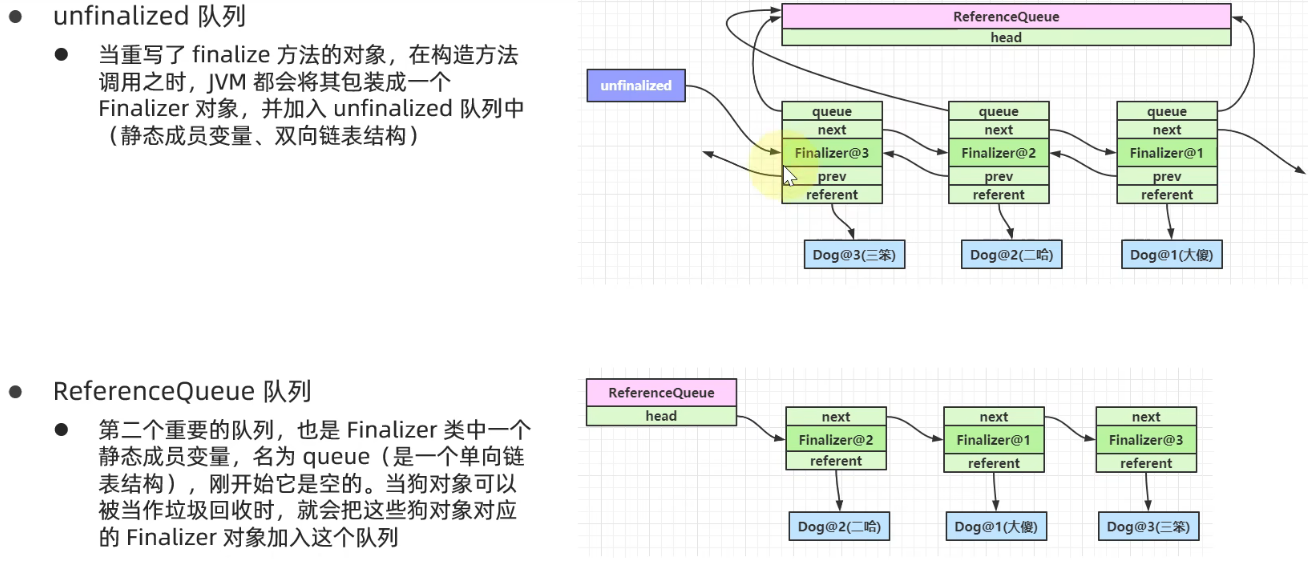 unfinalized 队列
当重写了 finalize 方法的对象，在构造方法
调用之时，JVM 都会将其包装成一个
Finalizer 对象，并加入 unfinalized 队列中
（静态成员变量、双向链表结构）
ReferenceQueue
head
unfinalized
queue
next
Finalizer@3
prev
referent
Dog@3(三笨)
queue
next
Finalizer@2
prev
referent
Dog@2(二哈)
queue
next
Finalizer@1
prev
referent
Dog@1(大傻)
ReferenceQueue 队列
第二个重要的队列，也是 Finalizer 类中一个
静态成员变量，名为 queue（是一个单向链
表结构），刚开始它是空的。当狗对象可以
被当作垃圾回收时，就会把这些狗对象对应
的 Finalizer 对象加入这个队列
ReferenceQueue
head
next
Finalizer@2
referent
Dog@2(二哈)
next
Finalizer@1
referent
Dog@1(大傻)
next
Finalizer@3
referent
Dog@3(三笨)